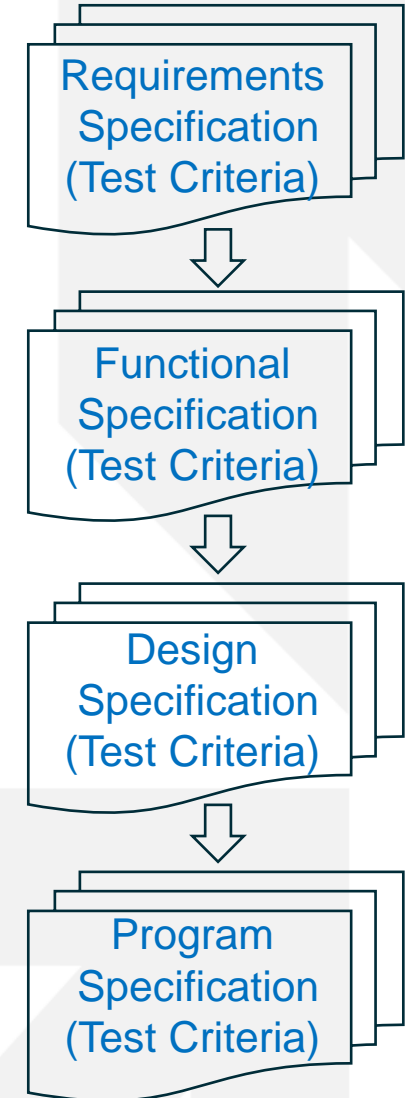 Requirements
Specification
(Test Criteria)
Functional
Specification
(Test Criteria)
Design
Specification
(Test Criteria)
Program
Specification
(Test Criteria)